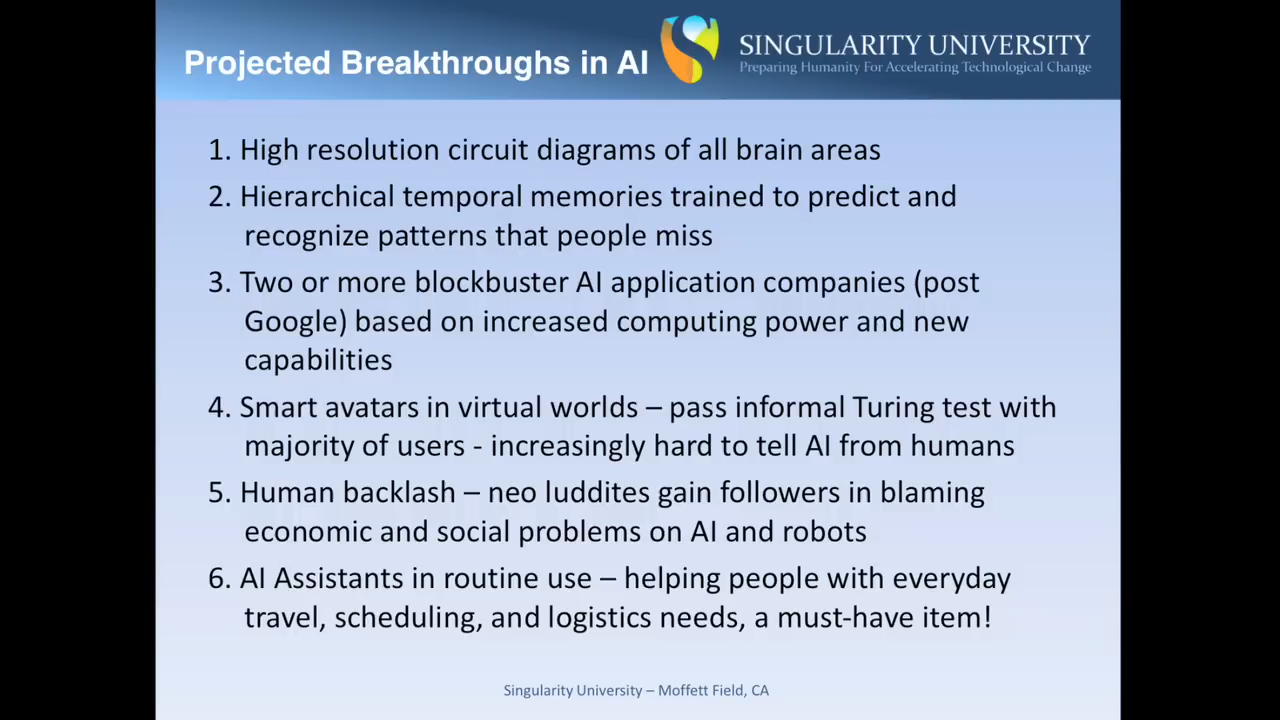 Projected Breakthroughs in AI
SINGULARITY UNIVERSITY
Preparing Humanity For Accelerating Technological Change
1. High resolution circuit diagrams of all brain areas
2. Hierarchical temporal memories trained to predict and
recognize patterns that people miss
3. Two or more blockbuster AI application companies (post
Google) based on increased computing power and new
capabilities
4. Smart avatars in virtual worlds – pass informal Turing test with
majority of users - increasingly hard to tell AI from humans
5. Human backlash – neo luddites gain followers in blaming
economic and social problems on AI and robots
6. AI Assistants in routine use – helping people with everyday
travel, scheduling, and logistics needs, a must-have item!
Singularity University – Moffett Field, CA